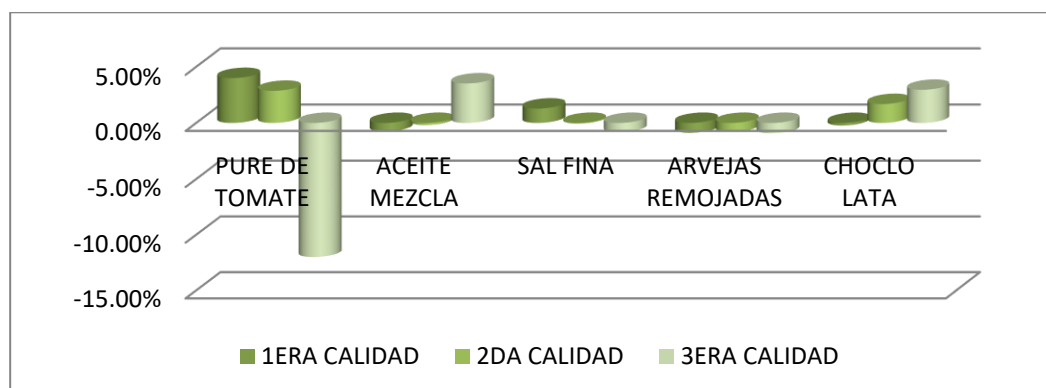 5.00%
0.00%
-5.00%
-10.00%
-15.00%
PURE DE
TOMATE
ACEITE
MEZCLA
SAL FINA
ARVEJAS
REMOJADAS
CHOCLO
LATA
1ERA CALIDAD
2DA CALIDAD
3ERA CALIDAD